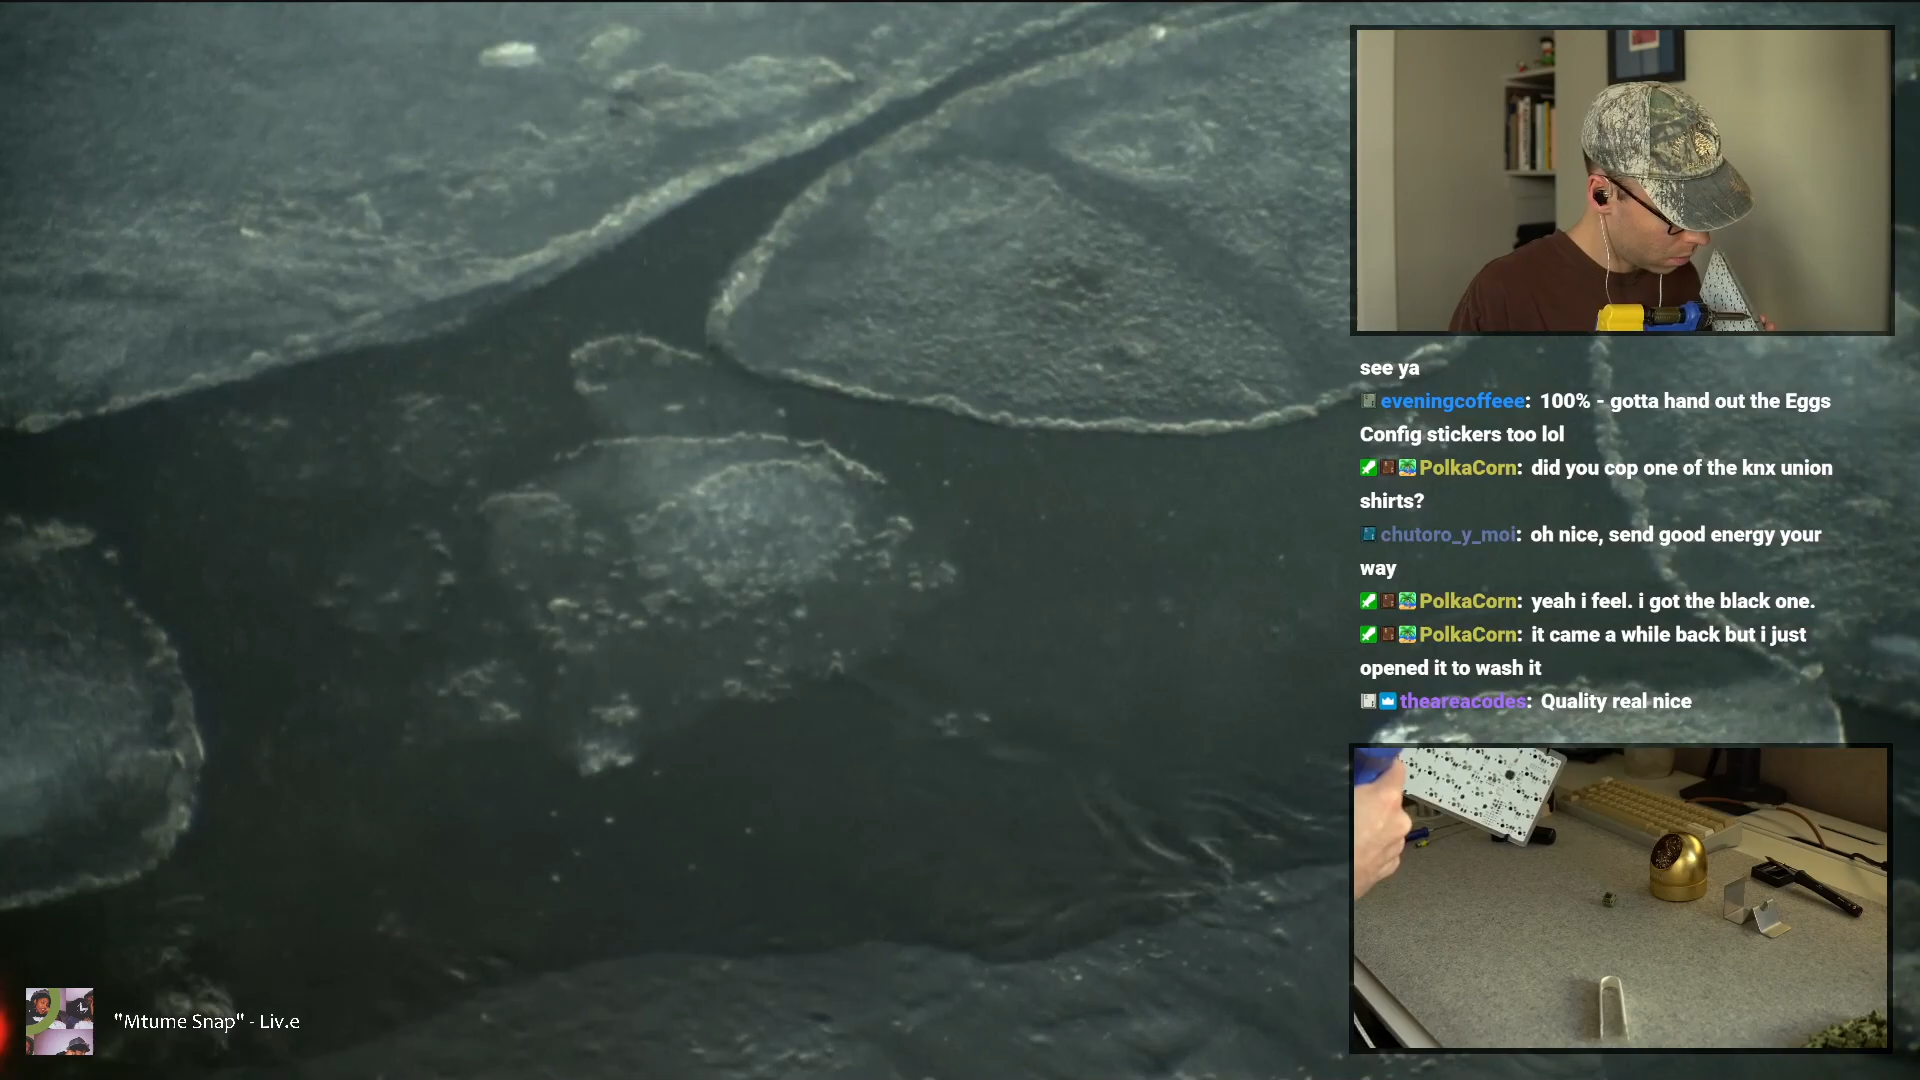 see ya
eveningcoffeee: 100% - gotta hand out the Eggs
Config stickers too lol
PolkaCorn: did you cop one of the knx union
shirts?
chutoro_y_moi: oh nice, send good energy your
way
PolkaCorn: yeah i feel. i got the black one.
PolkaCorn: it came a while back but i just
opened it to wash it
theareacodes: Quality real nice
"Mtume Snap" - Liv.e